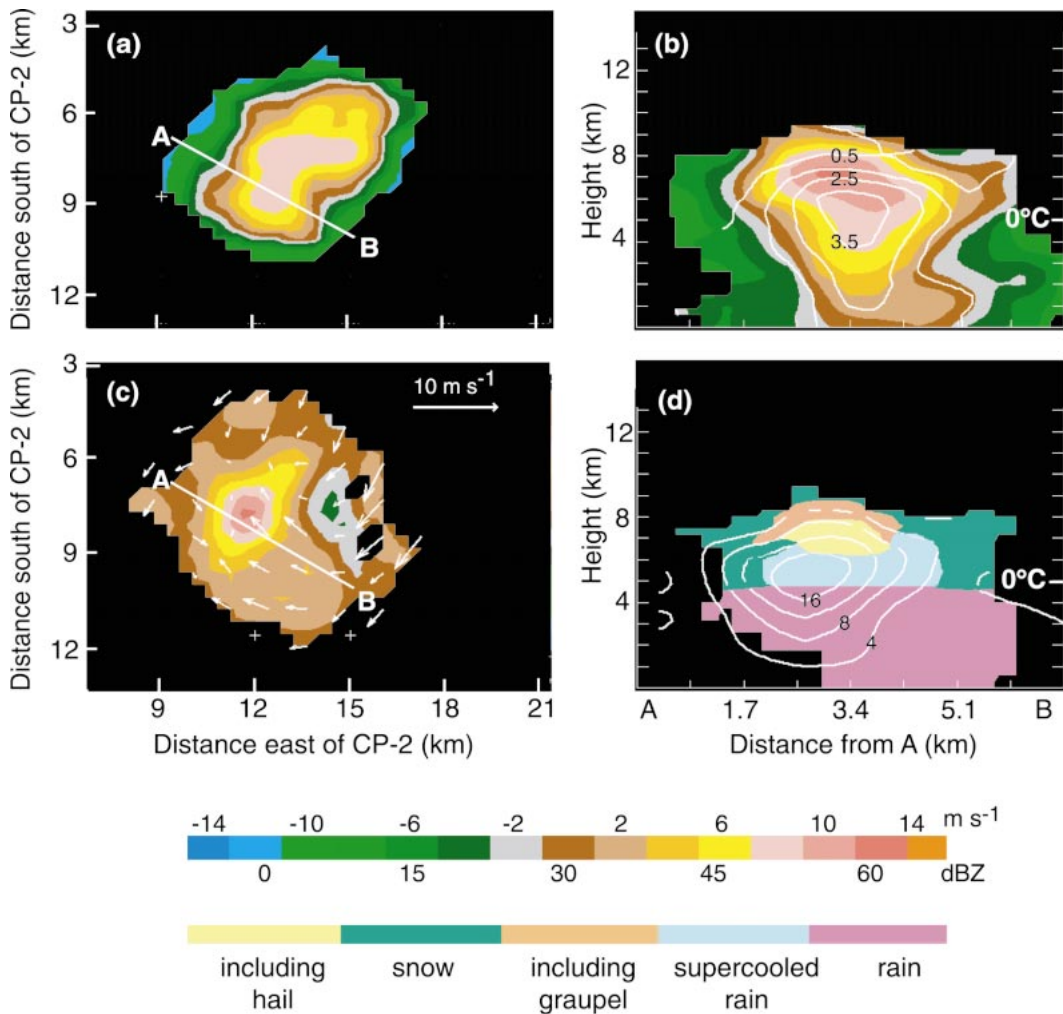 (a)
Distance south of CP-2 (km)
3
6
9
12
A
B
(b)
Height (km)
12
8
4
0.5
2.5
3.5
0°C
(c)
Distance south of CP-2 (km)
3
6
9
12
10 m s-1
A
B
9 12 15 18 21
Distance east of CP-2 (km)
(d)
Height (km)
12
8
4
16
8
4
0°C
A 1.7 3.4 5.1 B
Distance from A (km)
-14 -10 -6 -2 2 6 10 14 m s-1
0 15 30 45 60 dBZ
including hail
snow
including graupel
supercooled rain
rain